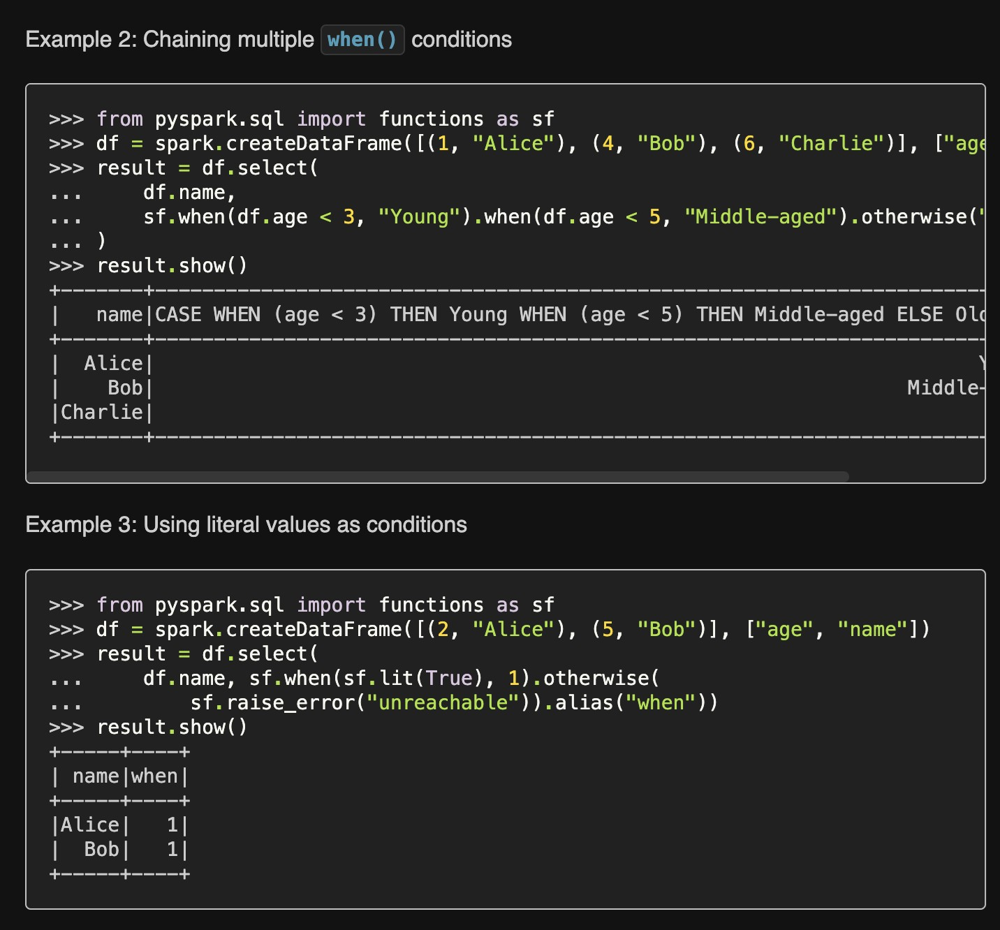 Example 2: Chaining multiple when() conditions
>>> from pyspark.sql import functions as sf
>>> df = spark.createDataFrame([(1, "Alice"), (4, "Bob"), (6, "Charlie")], ["age
>>> result = df.select(
...     df.name,
...     sf.when(df.age < 3, "Young").when(df.age < 5, "Middle-aged").otherwise("
... )
>>> result.show()
+-------+-----------------------------------------------------------------------
|   name|CASE WHEN (age < 3) THEN Young WHEN (age < 5) THEN Middle-aged ELSE Old
+-------+-----------------------------------------------------------------------
|  Alice|                                                                      Y
|    Bob|                                                                Middle-
|Charlie|
+-------+-----------------------------------------------------------------------
Example 3: Using literal values as conditions
>>> from pyspark.sql import functions as sf
>>> df = spark.createDataFrame([(2, "Alice"), (5, "Bob")], ["age", "name"])
>>> result = df.select(
...     df.name, sf.when(sf.lit(True), 1).otherwise(
...         sf.raise_error("unreachable")).alias("when"))
>>> result.show()
+-----+----+
| name|when|
+-----+----+
|Alice|   1|
|  Bob|   1|
+-----+----+